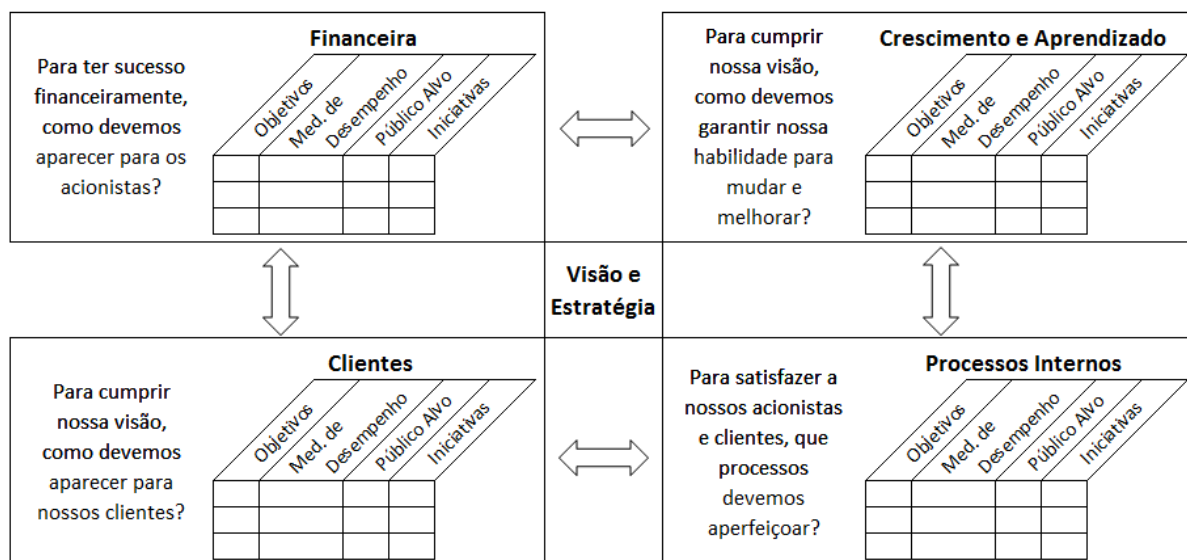 Financeira
Para ter sucesso
financeiramente,
como devemos
aparecer para os
acionistas?
Objetivos
Med. de
Desempenho
Público Alvo
Iniciativas
Crescimento e Aprendizado
Para cumprir
nossa visão,
como devemos
garantir nossa
habilidade para
mudar e
melhorar?
Objetivos
Med. de
Desempenho
Público Alvo
Iniciativas
Visão e
Estratégia
Clientes
Para cumprir
nossa visão,
como devemos
aparecer para
nossos clientes?
Objetivos
Med. de
Desempenho
Público Alvo
Iniciativas
Processos Internos
Para satisfazer a
nossos acionistas
e clientes, que
processos
devemos
aperfeiçoar?
Objetivos
Med. de
Desempenho
Público Alvo
Iniciativas